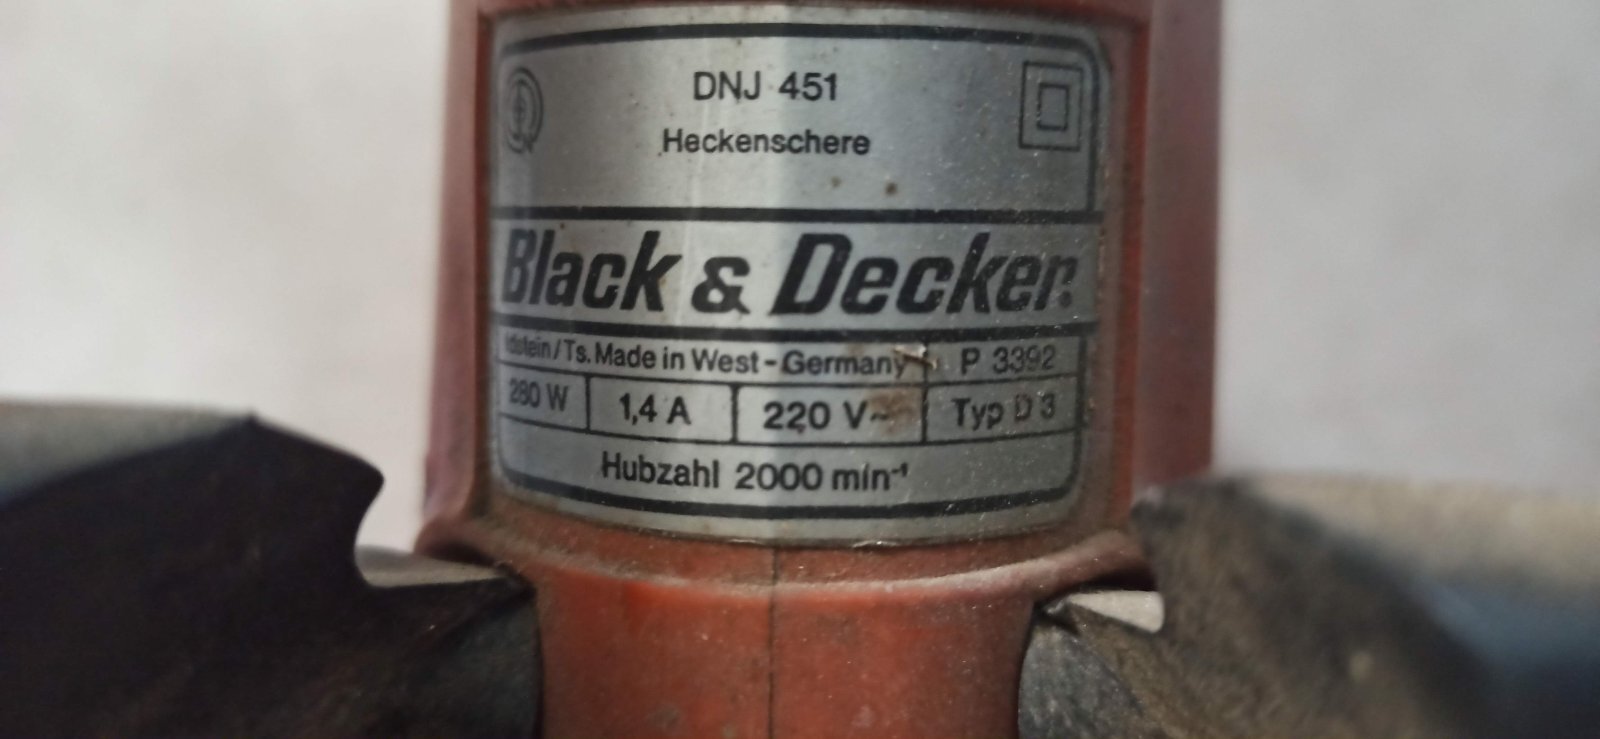 DNJ 451
Heckenschere
Black & Decker
Idstein/Ts. Made in West-Germany P 3392
280 W 1,4 A 220 V~ Typ D 3
Hubzahl 2000 min⁻¹